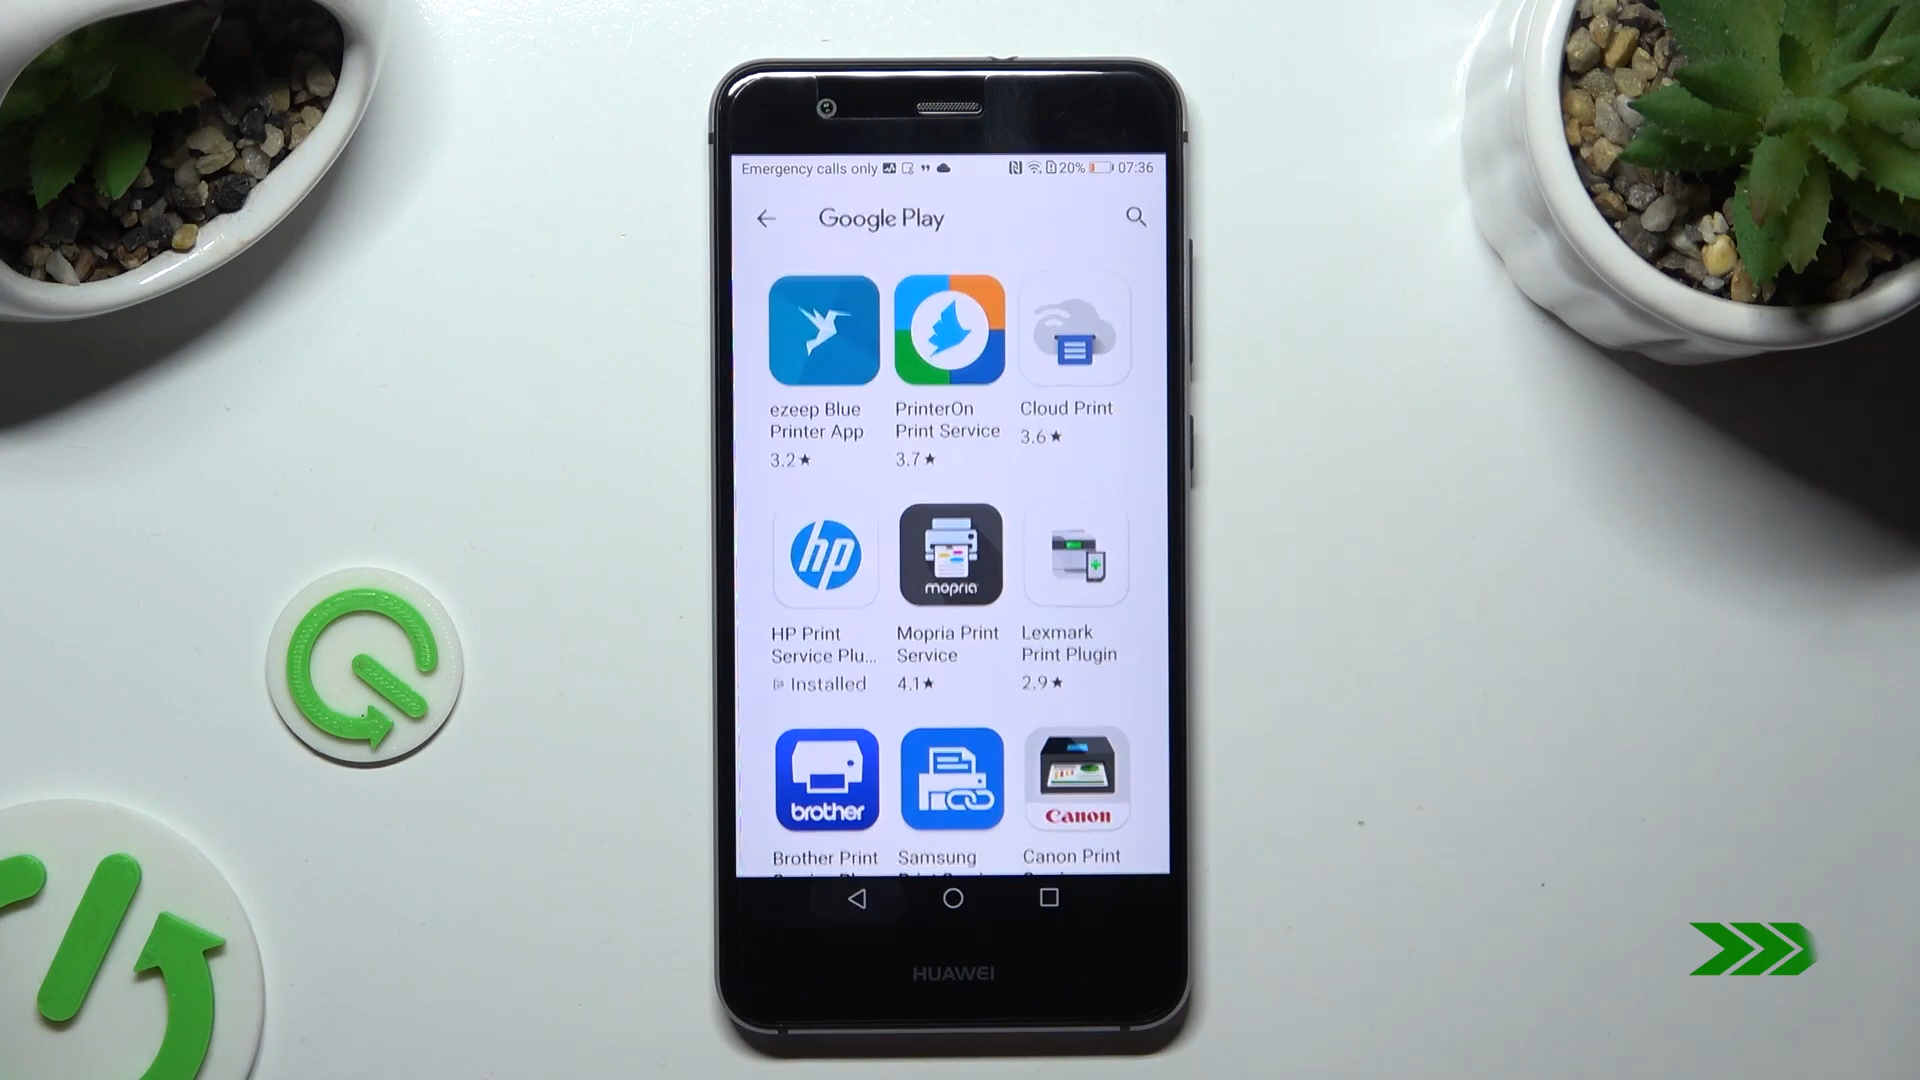 Emergency calls only
20% 07:36
Google Play
ezeep Blue
Printer App
3.2★
PrinterOn
Print Service
3.7★
Cloud Print
3.6★
hp
HP Print
Service Plu...
Installed
mopria
Mopria Print
Service
4.1★
Lexmark
Print Plugin
2.9★
brother
Brother Print
Samsung
Canon
Canon Print
HUAWEI